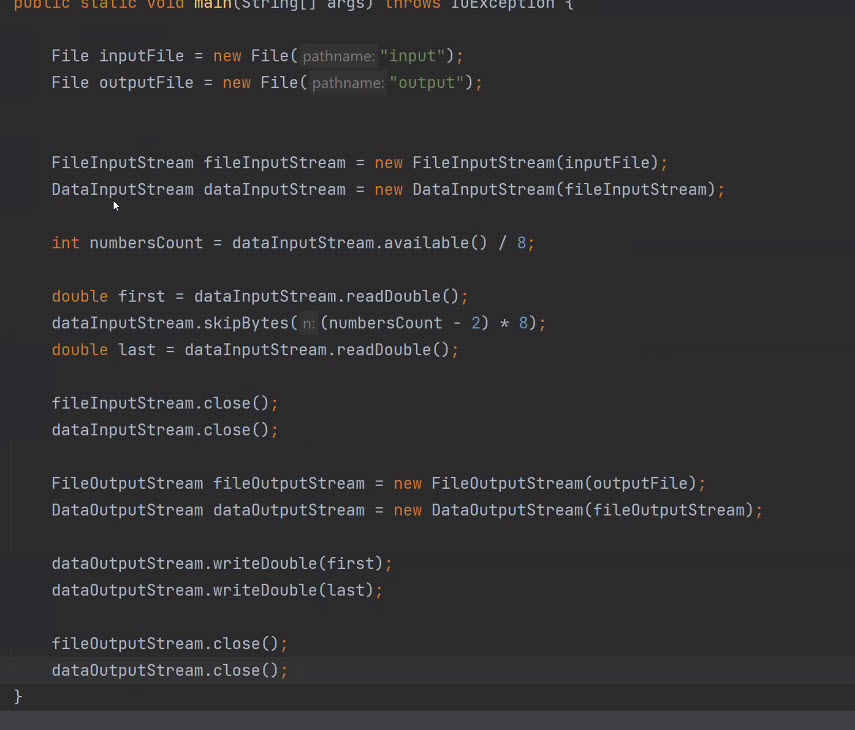 public static void main(String[] args) throws IOException {
File inputFile = new File( pathname: "input");
File outputFile = new File( pathname: "output");
FileInputStream fileInputStream = new FileInputStream(inputFile);
DataInputStream dataInputStream = new DataInputStream(fileInputStream);
int numbersCount = dataInputStream.available() / 8;
double first = dataInputStream.readDouble();
dataInputStream.skipBytes( n: (numbersCount - 2) * 8);
double last = dataInputStream.readDouble();
fileInputStream.close();
dataInputStream.close();
FileOutputStream fileOutputStream = new FileOutputStream(outputFile);
DataOutputStream dataOutputStream = new DataOutputStream(fileOutputStream);
dataOutputStream.writeDouble(first);
dataOutputStream.writeDouble(last);
fileOutputStream.close();
dataOutputStream.close();
}